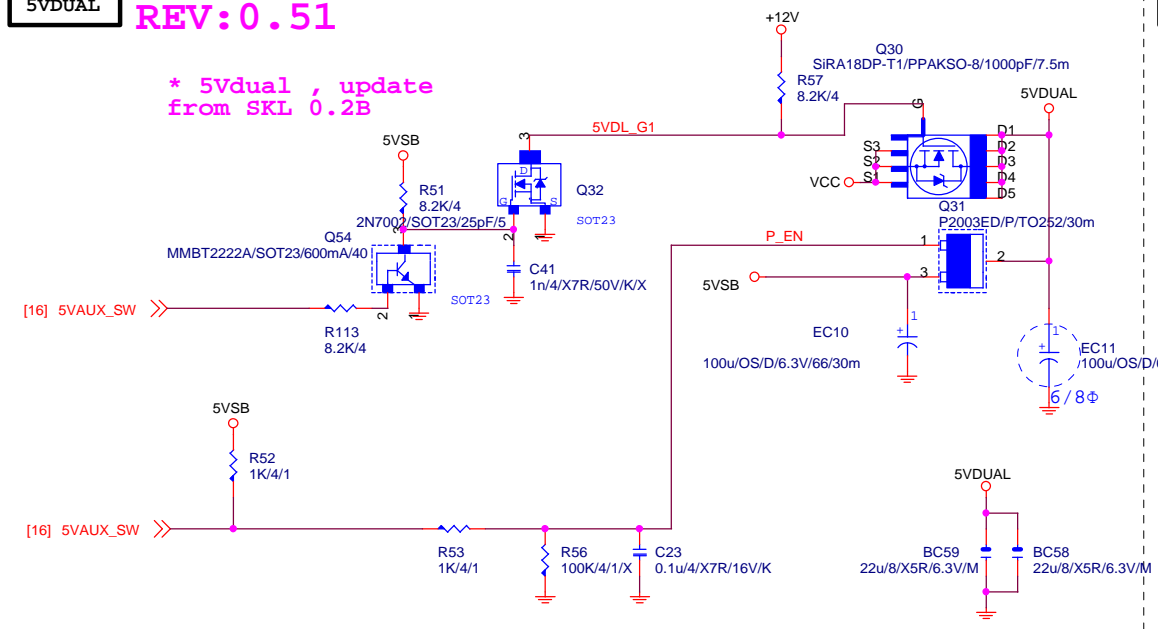 5VDUAL
REV:0.51
* 5Vdual , update
from SKL 0.2B
+12V
Q30
SiRA18DP-T1/PPAKSO-8/1000pF/7.5m
R57
8.2K/4
5VDUAL
5VDL_G1
G
D1
D2
D3
D4
D5
S3
S2
S1
VCC
5VSB
R51
8.2K/4
3
D
G
S
Q32
SOT23
2N7002/SOT23/25pF/5
2
1
Q54
MMBT2222A/SOT23/600mA/40
3
SOT23
2
1
C41
1n/4/X7R/50V/K/X
Q31
P2003ED/P/TO252/30m
P_EN
1
2
3
5VSB
[16] 5VAUX_SW
R113
8.2K/4
EC10
1
+
100u/OS/D/6.3V/66/30m
1
+
EC11
100u/OS/D/
6/8Φ
5VSB
R52
1K/4/1
[16] 5VAUX_SW
R53
1K/4/1
R56
100K/4/1/X
C23
0.1u/4/X7R/16V/K
5VDUAL
BC59
22u/8/X5R/6.3V/M
BC58
22u/8/X5R/6.3V/M